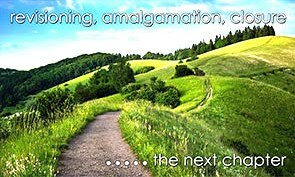 revisioning, amalgamation, closure
..... the next chapter